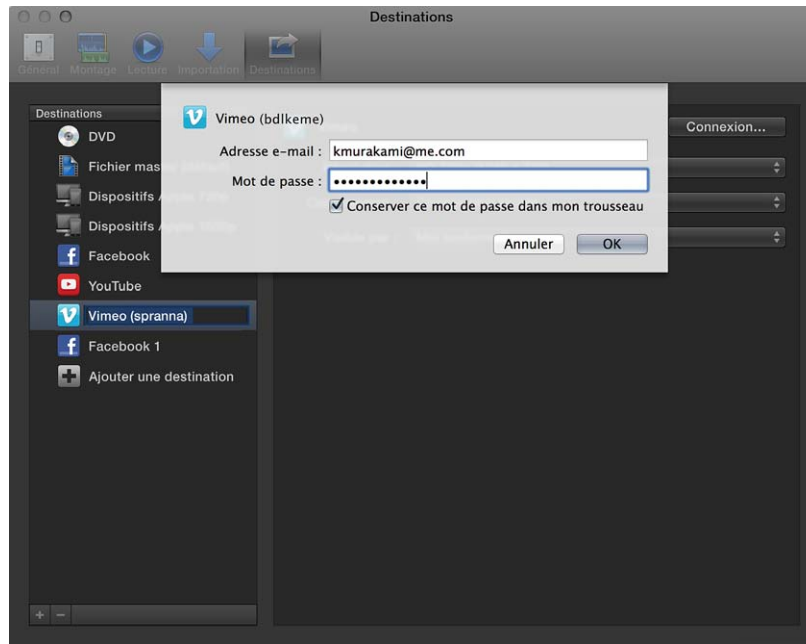 Destinations
Général Montage Lecture Importation Destinations
Destinations
DVD
Fichier mas
Dispositifs
Dispositifs
Facebook
YouTube
Vimeo (spranna)
Facebook 1
Ajouter une destination
Vimeo (bdlkeme)
Adresse e-mail : kmurakami@me.com
Mot de passe : •••••••••••••
Conserver ce mot de passe dans mon trousseau
Annuler OK
Connexion...